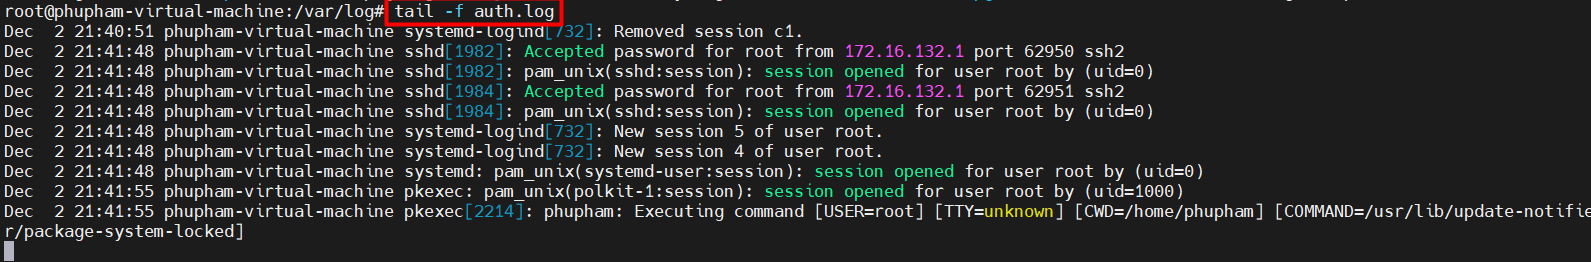 root@phupham-virtual-machine:/var/log# tail -f auth.log
Dec  2 21:40:51 phupham-virtual-machine systemd-logind[732]: Removed session c1.
Dec  2 21:41:48 phupham-virtual-machine sshd[1982]: Accepted password for root from 172.16.132.1 port 62950 ssh2
Dec  2 21:41:48 phupham-virtual-machine sshd[1982]: pam_unix(sshd:session): session opened for user root by (uid=0)
Dec  2 21:41:48 phupham-virtual-machine sshd[1984]: Accepted password for root from 172.16.132.1 port 62951 ssh2
Dec  2 21:41:48 phupham-virtual-machine sshd[1984]: pam_unix(sshd:session): session opened for user root by (uid=0)
Dec  2 21:41:48 phupham-virtual-machine systemd-logind[732]: New session 5 of user root.
Dec  2 21:41:48 phupham-virtual-machine systemd-logind[732]: New session 4 of user root.
Dec  2 21:41:48 phupham-virtual-machine systemd: pam_unix(systemd-user:session): session opened for user root by (uid=0)
Dec  2 21:41:55 phupham-virtual-machine pkexec: pam_unix(polkit-1:session): session opened for user root by (uid=1000)
Dec  2 21:41:55 phupham-virtual-machine pkexec[2214]: phupham: Executing command [USER=root] [TTY=unknown] [CWD=/home/phupham] [COMMAND=/usr/lib/update-notifie
r/package-system-locked]